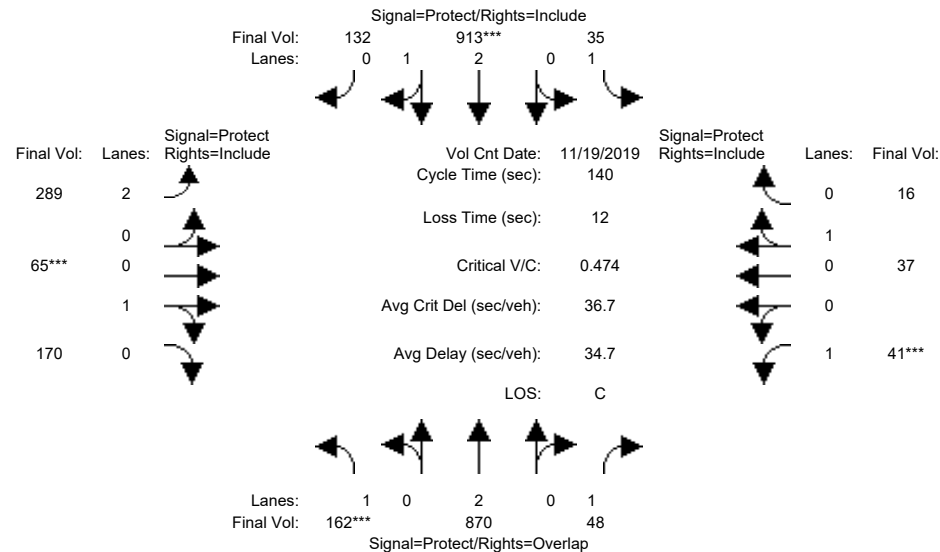 Signal=Protect/Rights=Include
Final Vol: 132 913*** 35
Lanes: 0 1 2 0 1
Signal=Protect Signal=Protect
Final Vol: Lanes: Rights=Include Vol Cnt Date: 11/19/2019 Rights=Include Lanes: Final Vol:
Cycle Time (sec): 140
289 2 0 16
Loss Time (sec): 12
0 1
65*** 0 Critical V/C: 0.474 0 37
1 Avg Crit Del (sec/veh): 36.7 0
170 0 Avg Delay (sec/veh): 34.7 1 41***
LOS: C
Lanes: 1 0 2 0 1
Final Vol: 162*** 870 48
Signal=Protect/Rights=Overlap